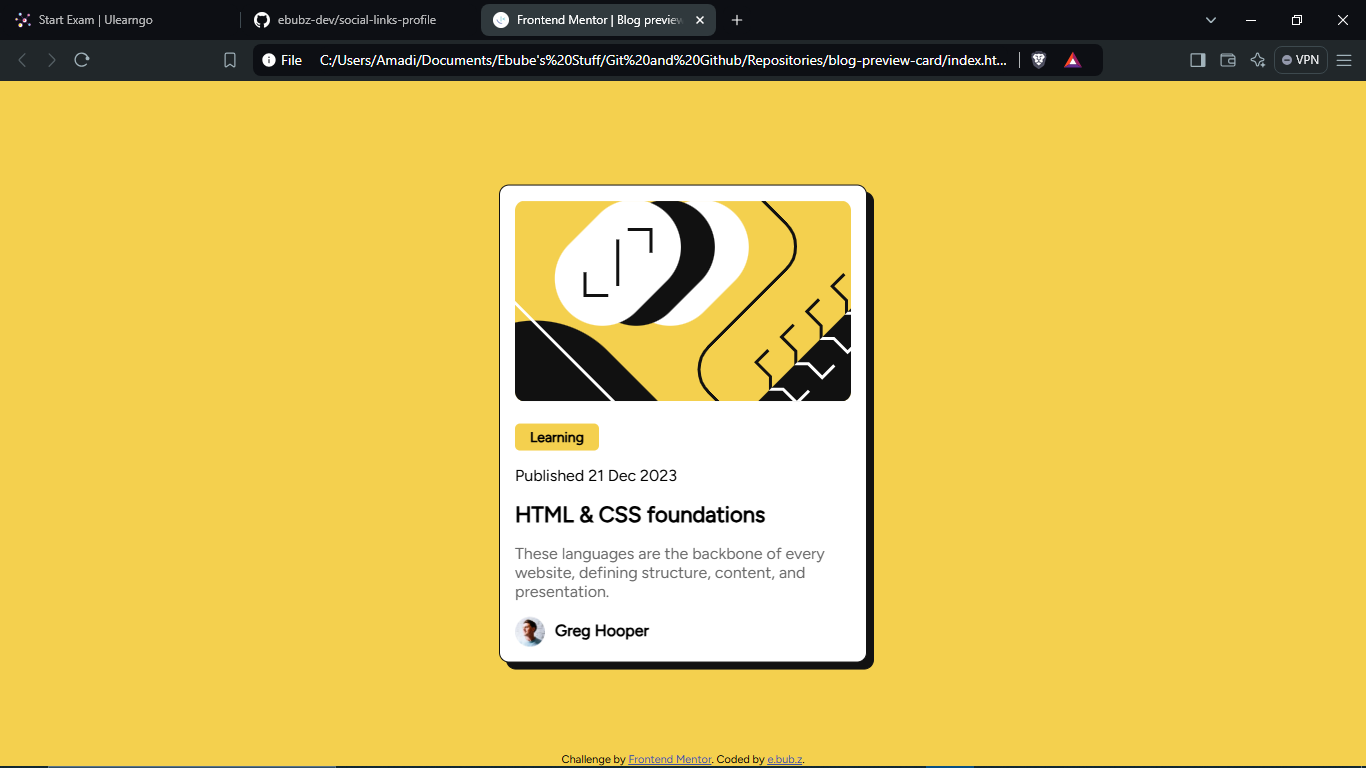 Start Exam | Ulearngo
ebubz-dev/social-links-profile
Frontend Mentor | Blog preview
File C:/Users/Amadi/Documents/Ebube's%20Stuff/Git%20and%20Github/Repositories/blog-preview-card/index.ht...
VPN
Learning
Published 21 Dec 2023
HTML & CSS foundations
These languages are the backbone of every
website, defining structure, content, and
presentation.
Greg Hooper
Challenge by Frontend Mentor. Coded by e.bub.z.